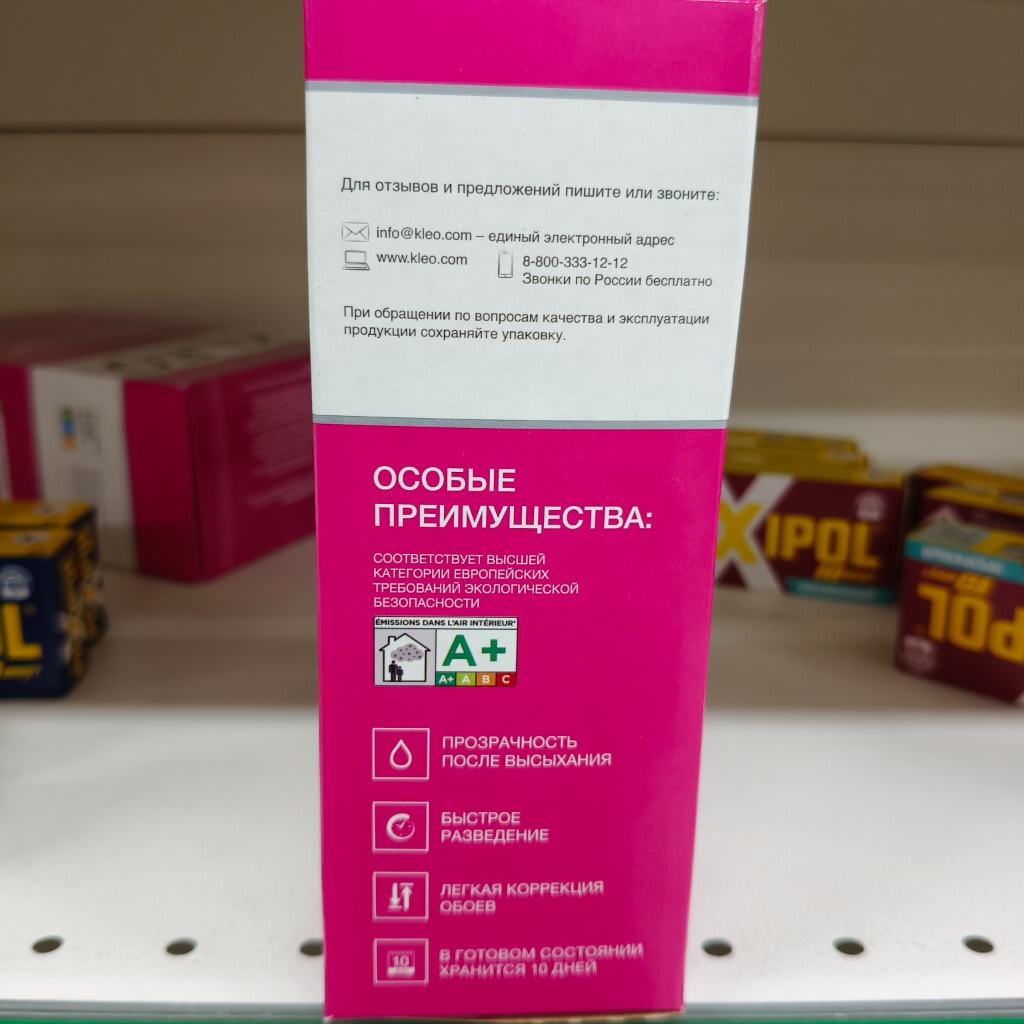 Для отзывов и предложений пишите или звоните:
info@kleo.com – единый электронный адрес
www.kleo.com
8-800-333-12-12
Звонки по России бесплатно
При обращении по вопросам качества и эксплуатации
продукции сохраняйте упаковку.
ОСОБЫЕ
ПРЕИМУЩЕСТВА:
СООТВЕТСТВУЕТ ВЫСШЕЙ
КАТЕГОРИИ ЕВРОПЕЙСКИХ
ТРЕБОВАНИЙ ЭКОЛОГИЧЕСКОЙ
БЕЗОПАСНОСТИ
ÉMISSIONS DANS L'AIR INTÉRIEUR*
A+
A+ A B C
ПРОЗРАЧНОСТЬ
ПОСЛЕ ВЫСЫХАНИЯ
БЫСТРОЕ
РАЗВЕДЕНИЕ
ЛЕГКАЯ КОРРЕКЦИЯ
ОБОЕВ
10
В ГОТОВОМ СОСТОЯНИИ
ХРАНИТСЯ 10 ДНЕЙ
XIPOL
POL
L